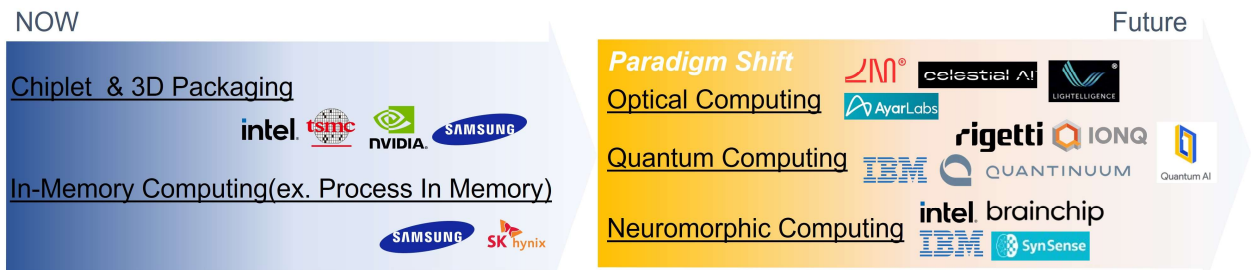 NOW
Chiplet & 3D Packaging
intel. tsmc NVIDIA. SAMSUNG
In-Memory Computing(ex. Process In Memory)
SAMSUNG SK hynix
Future
Paradigm Shift
Optical Computing
celestial AI LIGHTELLIGENCE
AyarLabs
Quantum Computing
rigetti IONQ
IBM QUANTINUUM Quantum AI
Neuromorphic Computing
intel. brainchip
IBM SynSense